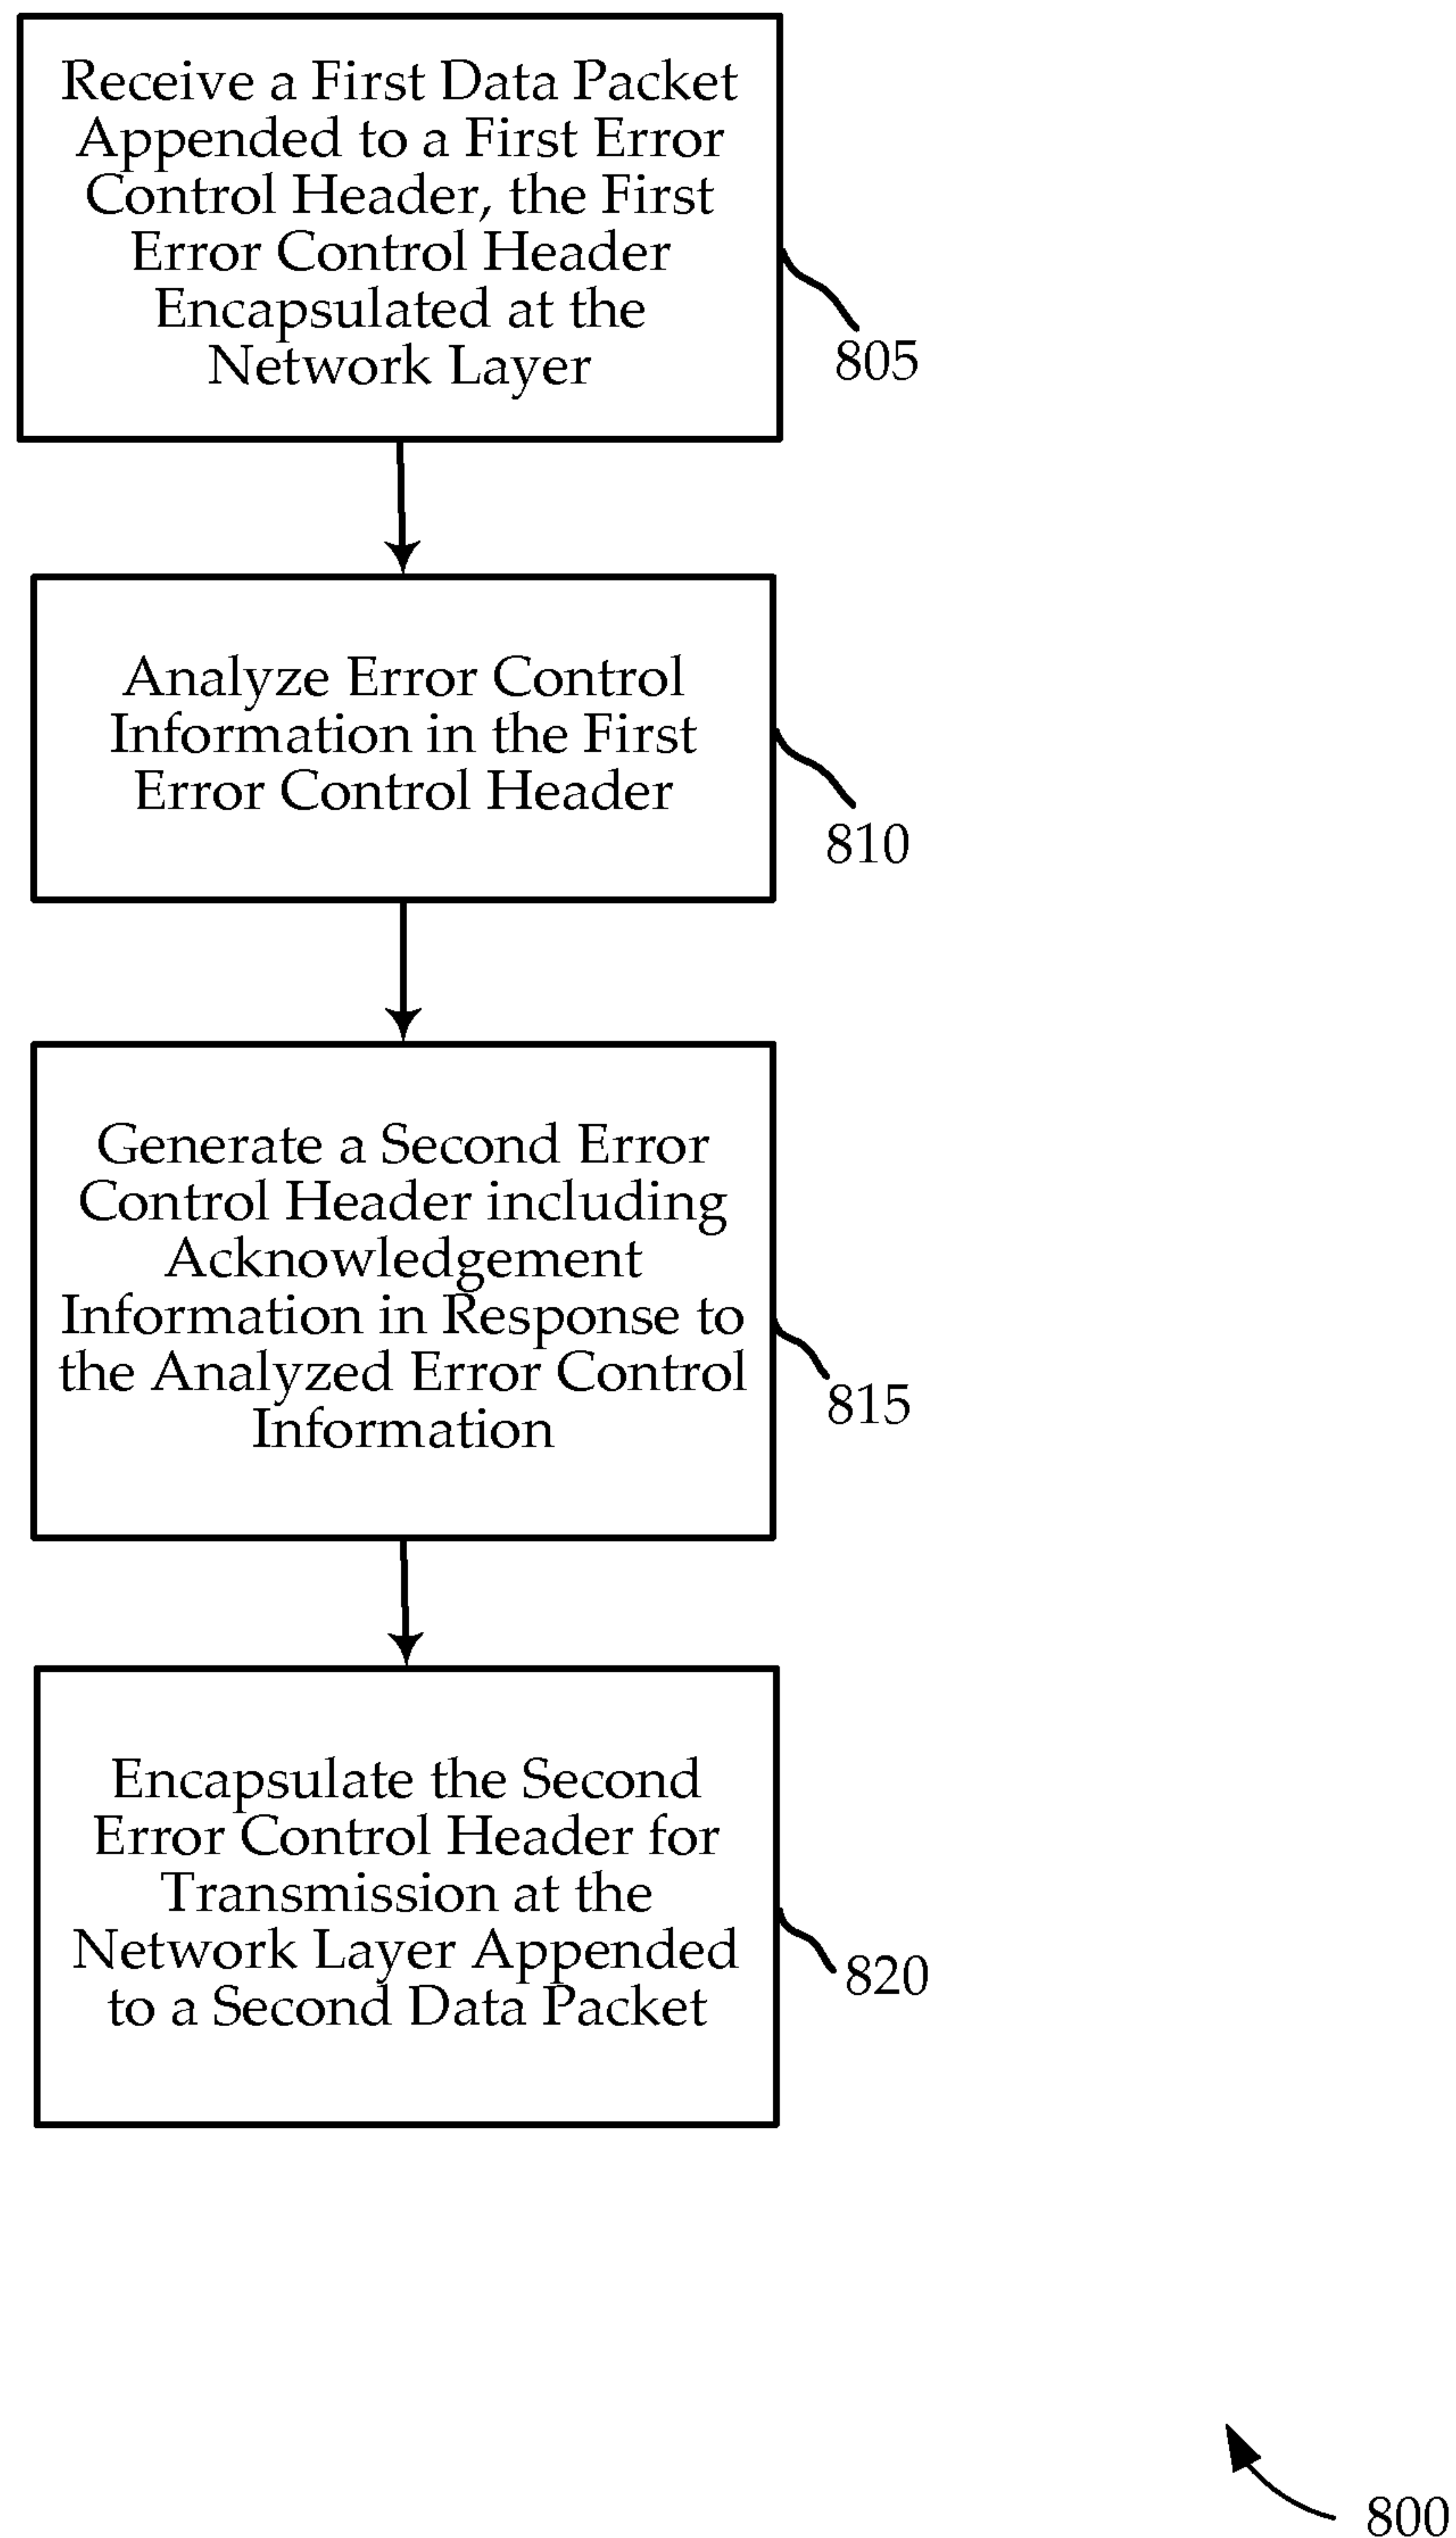 Receive a First Data Packet
Appended to a First Error
Control Header, the First
Error Control Header
Encapsulated at the
Network Layer
805
Analyze Error Control
Information in the First
Error Control Header
810
Generate a Second Error
Control Header including
Acknowledgement
Information in Response to
the Analyzed Error Control
Information
815
Encapsulate the Second
Error Control Header for
Transmission at the
Network Layer Appended
to a Second Data Packet
820
800